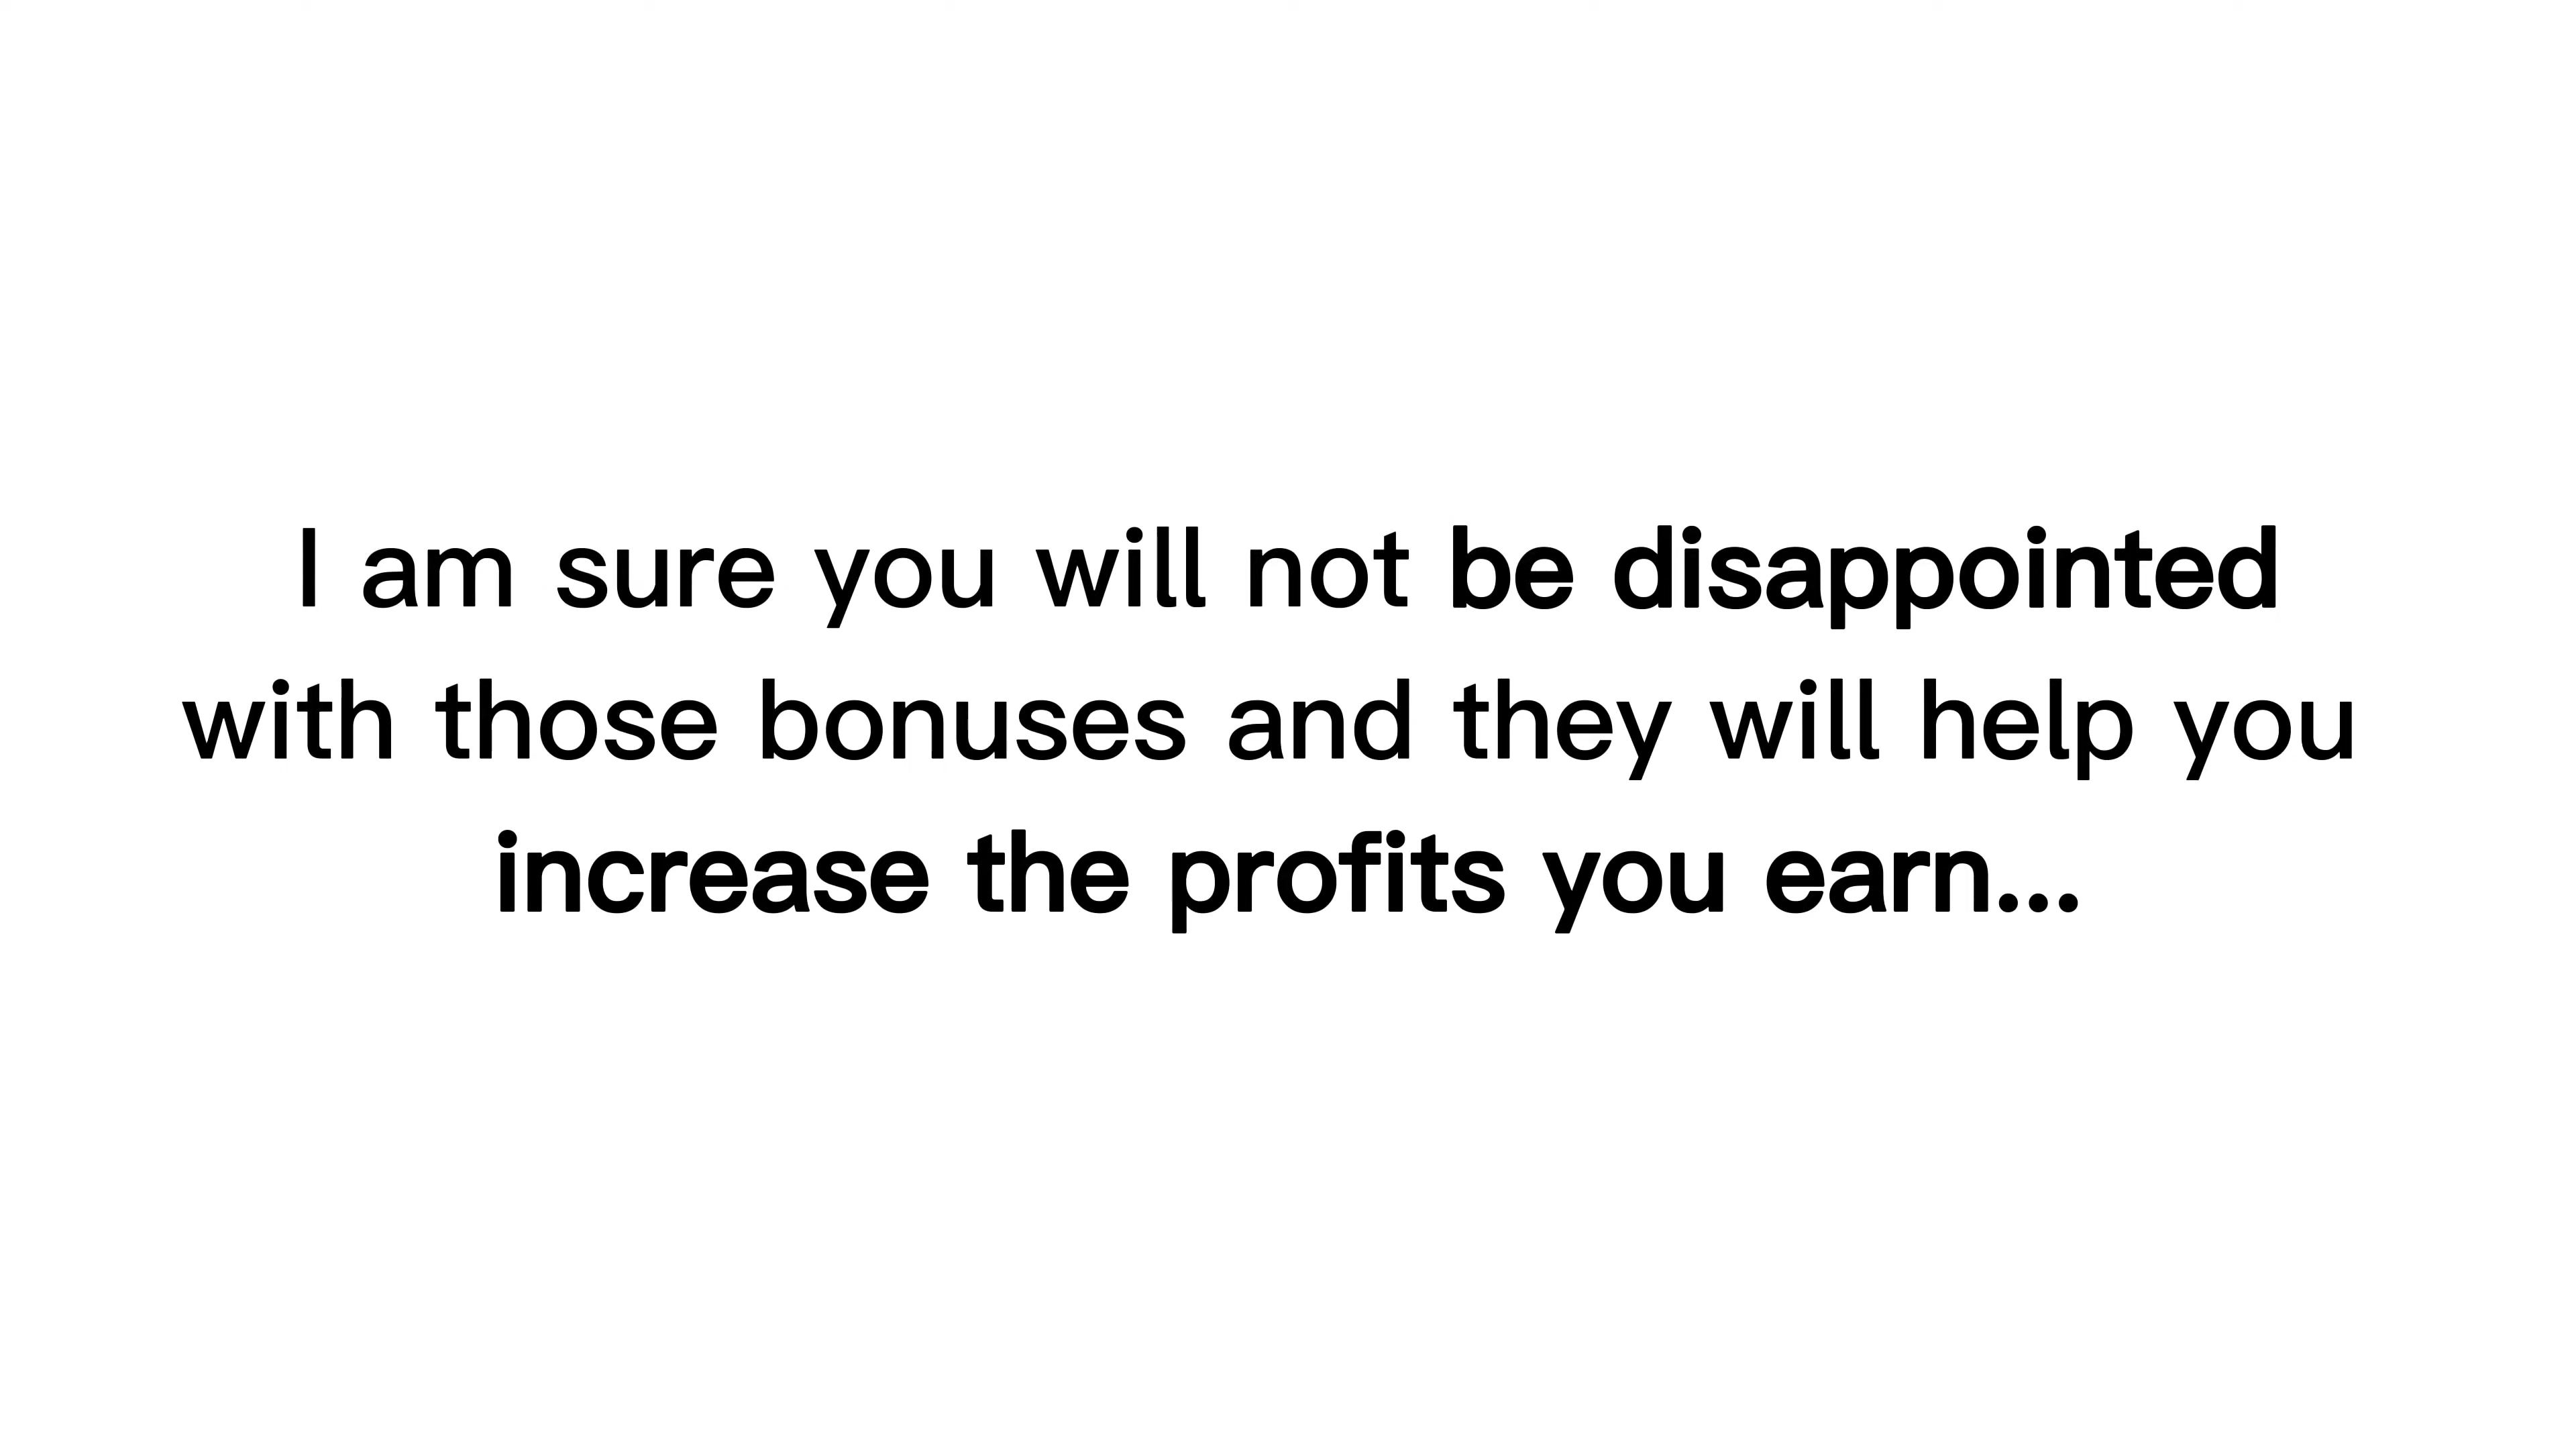 I am sure you will not be disappointed
with those bonuses and they will help you
increase the profits you earn...